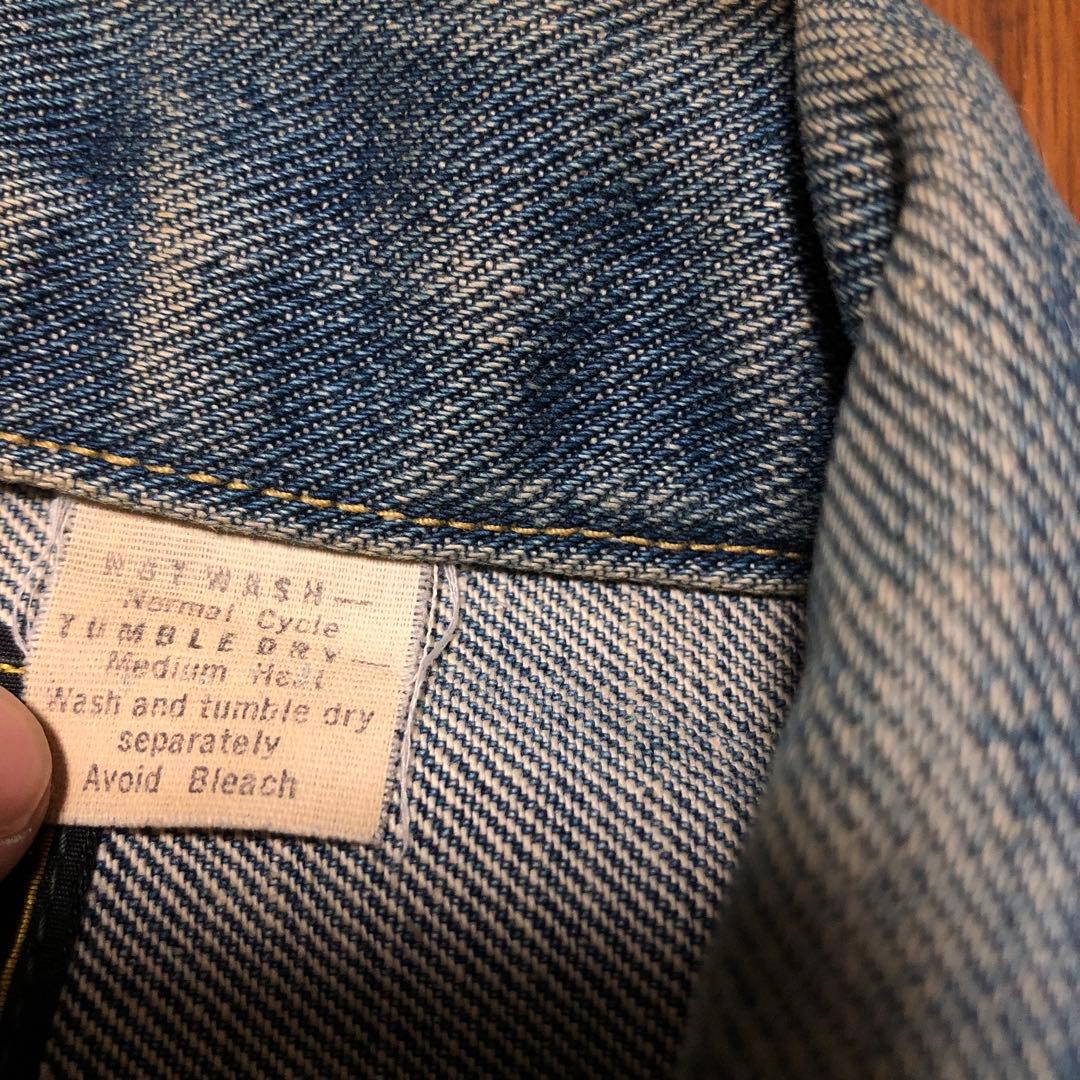 HOT WASH—
Normal Cycle
TUMBLE DRY—
Medium Heat
Wash and tumble dry
separately
Avoid Bleach